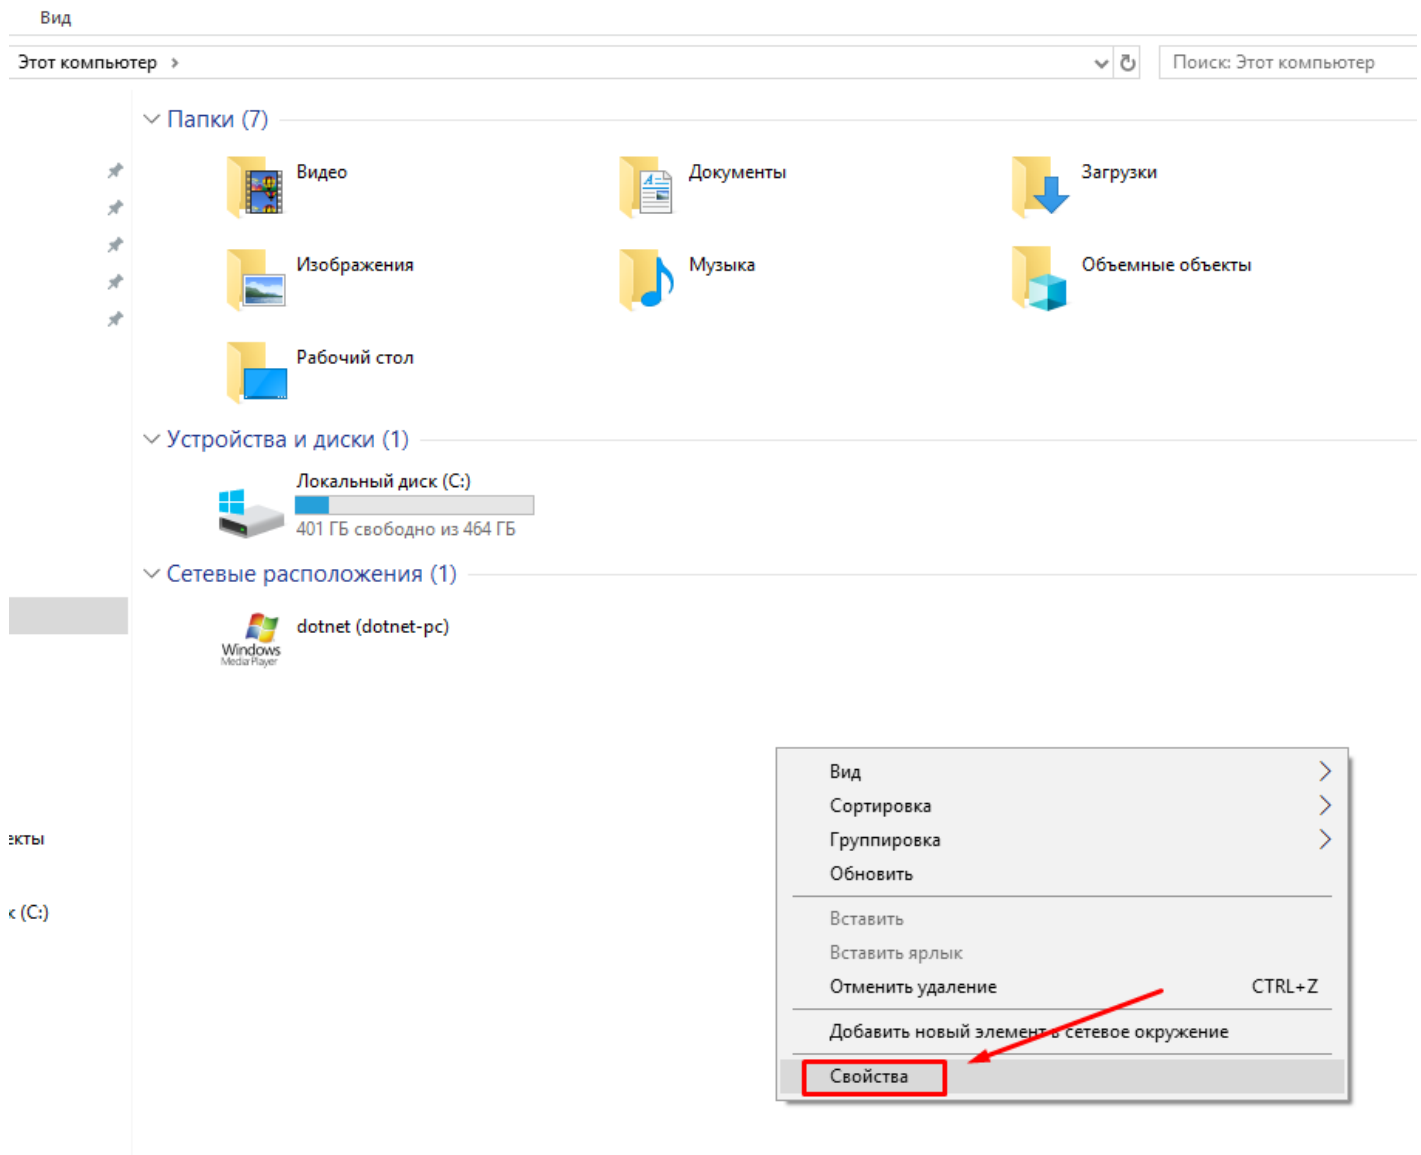 Вид
Этот компьютер
Поиск: Этот компьютер
Папки (7)
Видео
Документы
Загрузки
Изображения
Музыка
Объемные объекты
Рабочий стол
Устройства и диски (1)
Локальный диск (C:)
401 ГБ свободно из 464 ГБ
Сетевые расположения (1)
dotnet (dotnet-pc)
Windows
Media Player
екты
к (C:)
Вид
Сортировка
Группировка
Обновить
Вставить
Вставить ярлык
Отменить удаление CTRL+Z
Добавить новый элемент в сетевое окружение
Свойства